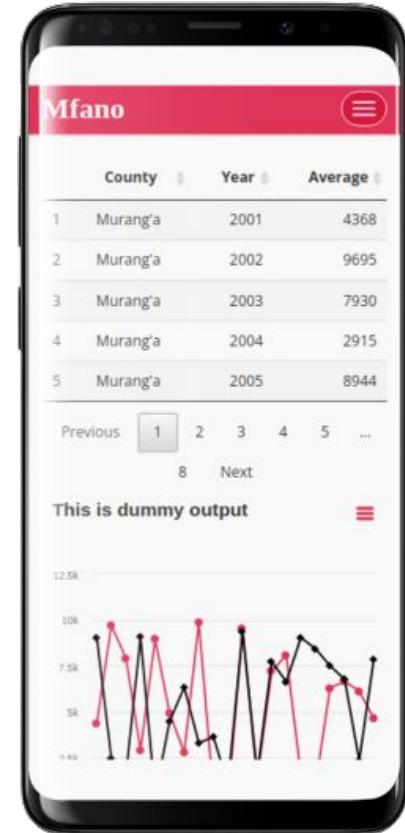 Mfano
County Year Average
1 Murang'a 2001 4368
2 Murang'a 2002 9695
3 Murang'a 2003 7930
4 Murang'a 2004 2915
5 Murang'a 2005 8944
Previous 1 2 3 4 5 ...
8 Next
This is dummy output
12.5k
10k
7.5k
5k